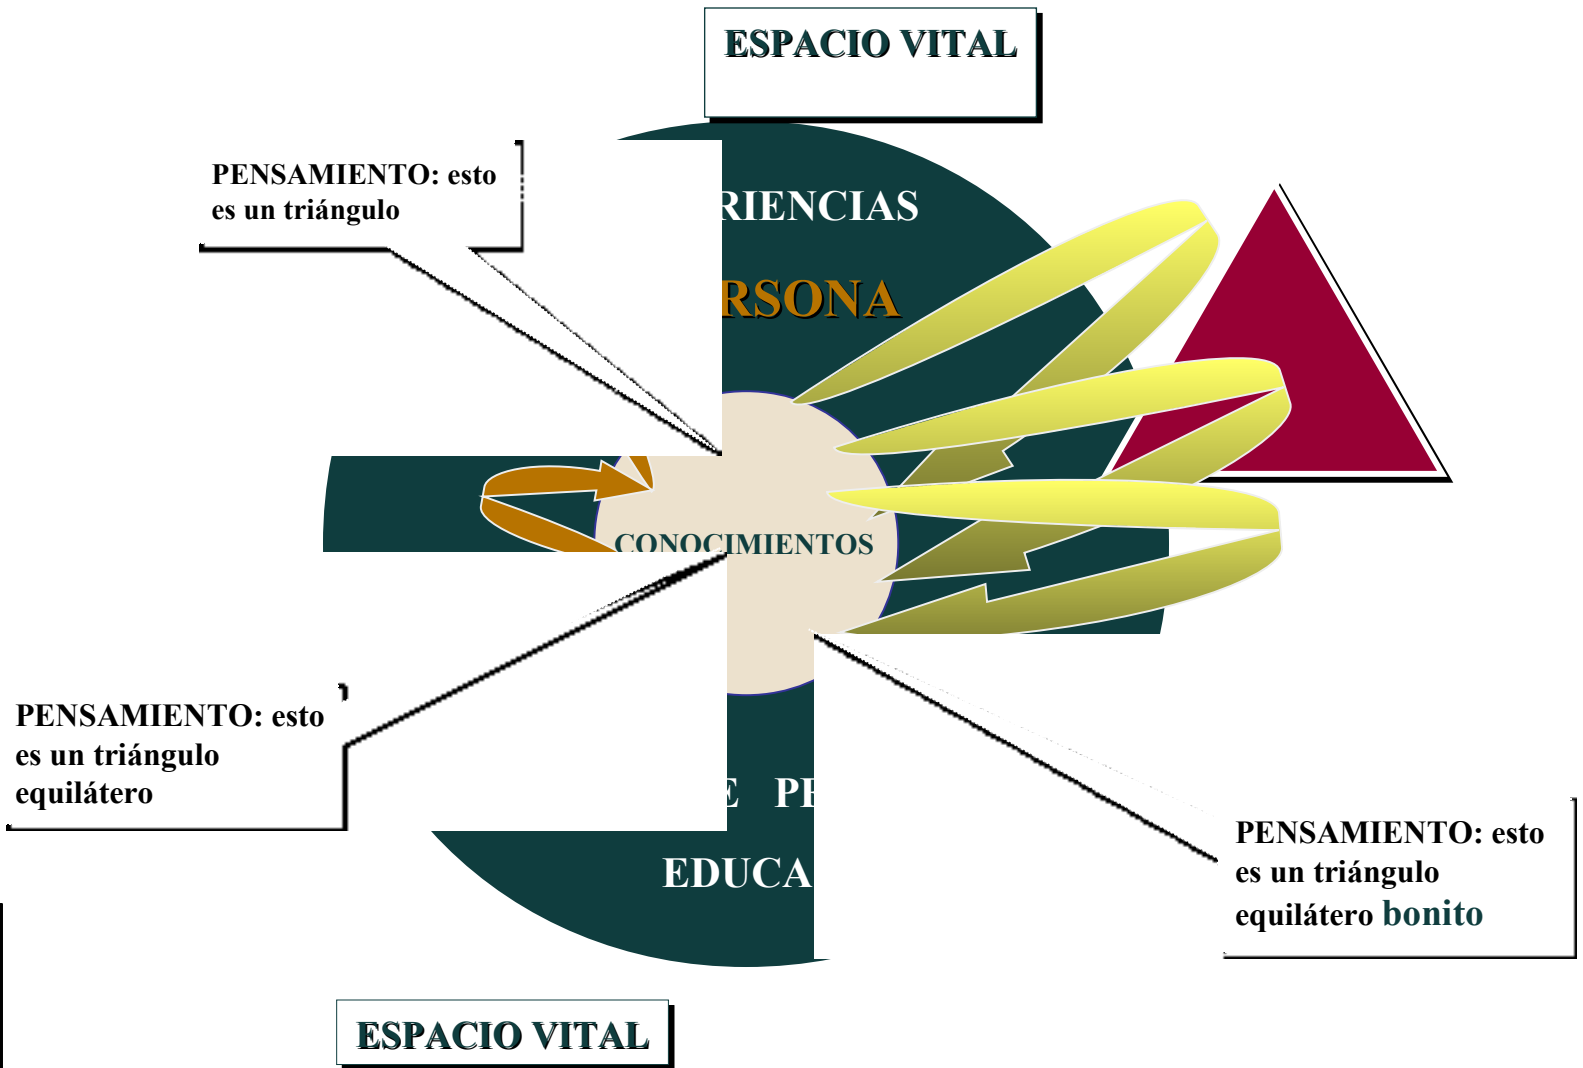 ESPACIO VITAL
PENSAMIENTO: esto
es un triángulo
RIENCIAS
RSONA
CONOCIMIENTOS
PENSAMIENTO: esto
es un triángulo
equilátero
E PE
EDUCA
PENSAMIENTO: esto
es un triángulo
equilátero bonito
ESPACIO VITAL